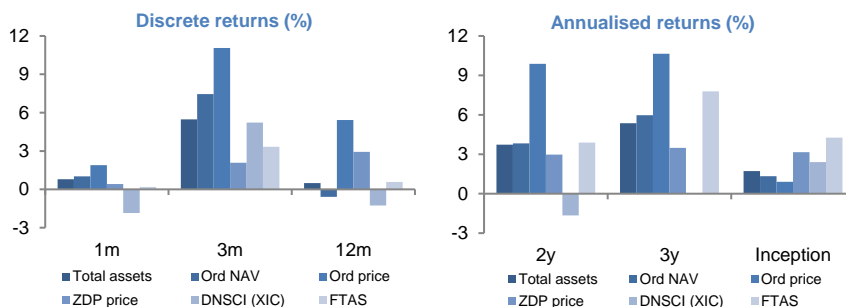 Discrete returns (%)
12
9
6
3
0
-3
1m 3m 12m
Total assets Ord NAV Ord price
ZDP price DNSCI (XIC) FTAS
Annualised returns (%)
12
9
6
3
0
-3
2y 3y Inception
Total assets Ord NAV Ord price
ZDP price DNSCI (XIC) FTAS